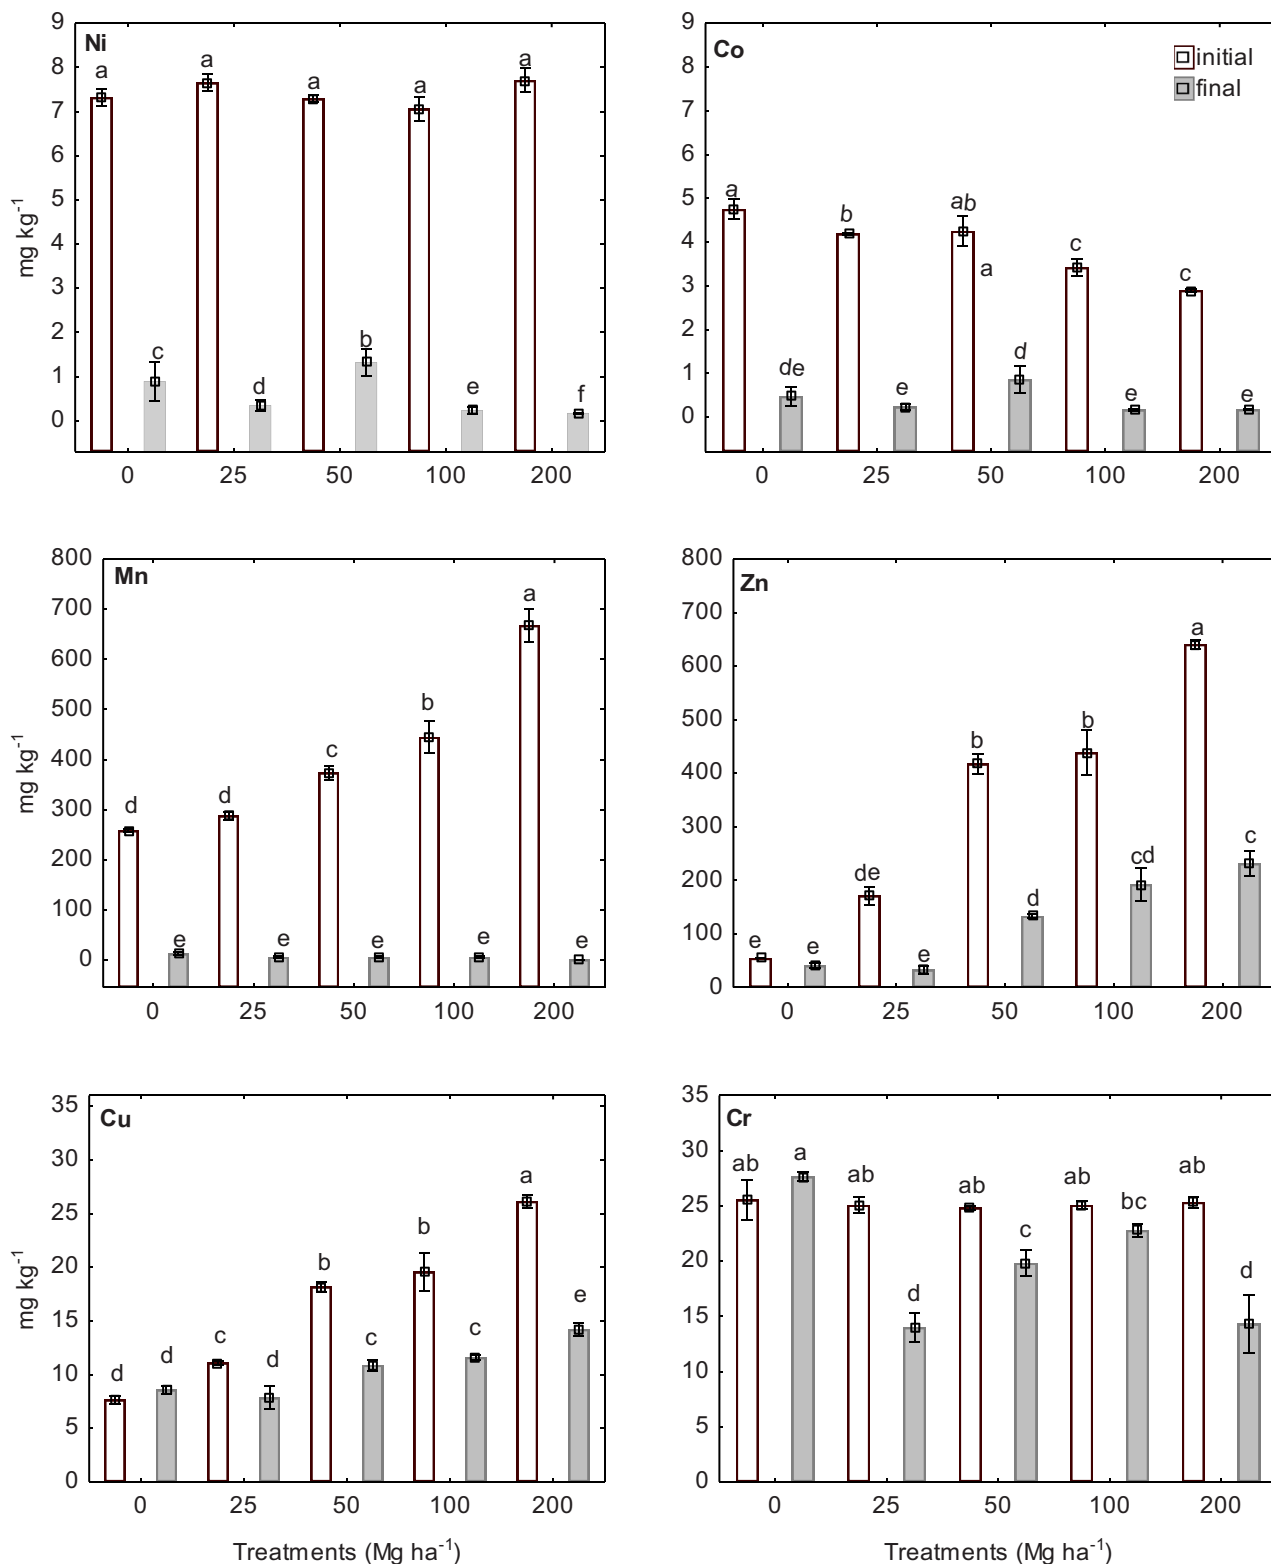 Ni
9
8
7
6
5
4
3
2
1
0
mg kg-1
a
a
a
a
a
c
d
b
e
f
0 25 50 100 200
Co
initial
final
9
8
7
6
5
4
3
2
1
0
a
b
ab
a
c
c
de
e
d
e
e
0 25 50 100 200
Mn
800
700
600
500
400
300
200
100
0
mg kg-1
d
d
c
b
a
e
e
e
e
e
0 25 50 100 200
Zn
800
700
600
500
400
300
200
100
0
e
e
de
e
b
d
b
cd
a
c
0 25 50 100 200
Cu
35
30
25
20
15
10
5
0
mg kg-1
d
d
c
d
b
c
b
c
a
e
0 25 50 100 200
Treatments (Mg ha-1)
Cr
35
30
25
20
15
10
5
0
ab
a
ab
d
ab
c
ab
bc
ab
d
0 25 50 100 200
Treatments (Mg ha-1)